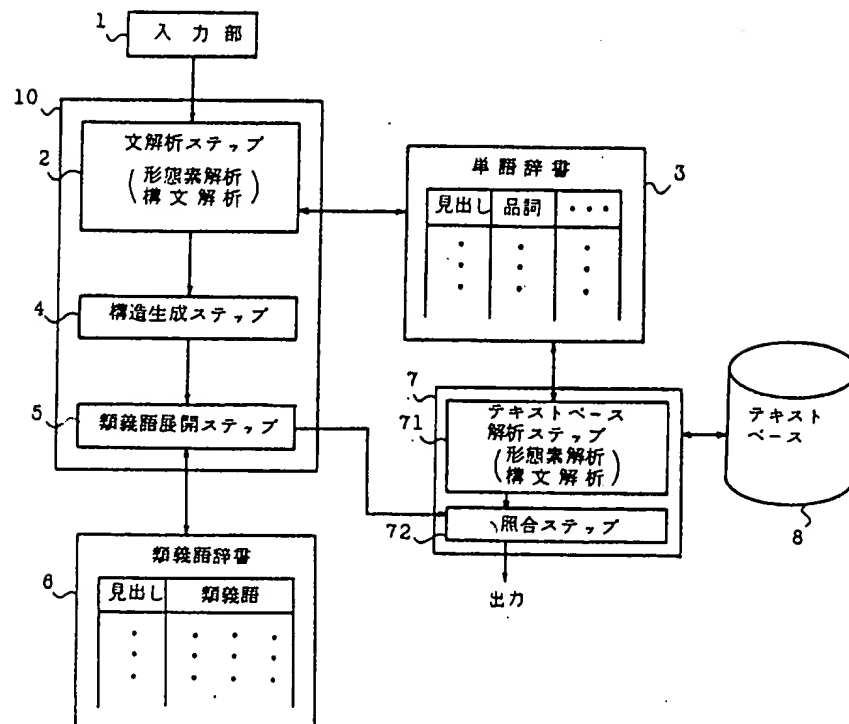 1
入力部
10
2
文解析ステップ
(形態素解析
構文解析)
単語辞書
3
見出し 品詞 ・・・
4
構造生成ステップ
5
類義語展開ステップ
7
71
テキストベース
解析ステップ
(形態素解析
構文解析)
72
照合ステップ
出力
テキスト
ベース
8
6
類義語辞書
見出し 類義語